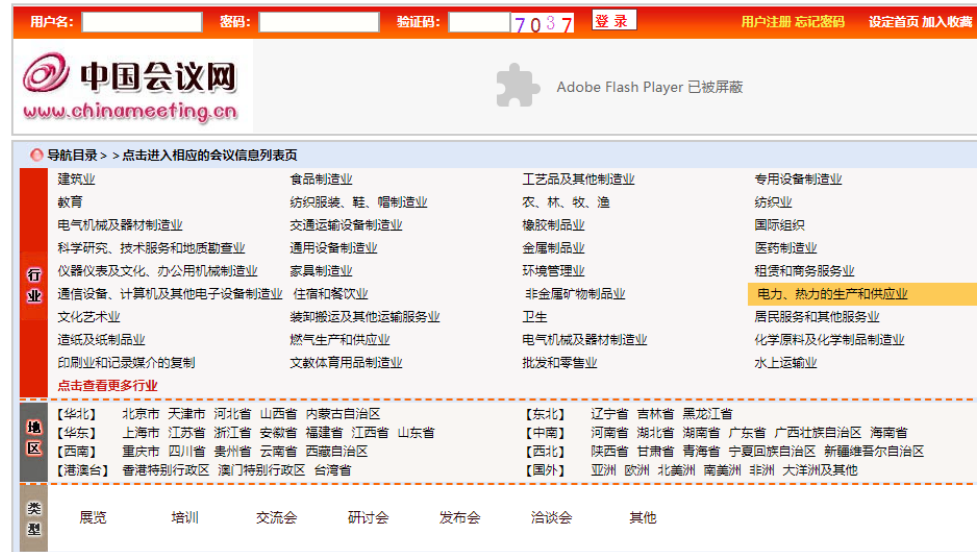 用户名: 密码: 验证码: 7037 登 录 用户注册 忘记密码 设定首页 加入收藏
中国会议网
www.chinameeting.cn
Adobe Flash Player 已被屏蔽
导航目录>>点击进入相应的会议信息列表页
行业
建筑业 食品制造业 工艺品及其他制造业 专用设备制造业
教育 纺织服装、鞋、帽制造业 农、林、牧、渔 纺织业
电气机械及器材制造业 交通运输设备制造业 橡胶制品业 国际组织
科学研究、技术服务和地质勘查业 通用设备制造业 金属制品业 医药制造业
仪器仪表及文化、办公用机械制造业 家具制造业 环境管理业 租赁和商务服务业
通信设备、计算机及其他电子设备制造业 住宿和餐饮业 非金属矿物制品业 电力、热力的生产和供应业
文化艺术业 装卸搬运及其他运输服务业 卫生 居民服务和其他服务业
造纸及纸制品业 燃气生产和供应业 电气机械及器材制造业 化学原料及化学制品制造业
印刷业和记录媒介的复制 文教体育用品制造业 批发和零售业 水上运输业
点击查看更多行业
地区
【华北】 北京市 天津市 河北省 山西省 内蒙古自治区 【东北】 辽宁省 吉林省 黑龙江省
【华东】 上海市 江苏省 浙江省 安徽省 福建省 江西省 山东省 【中南】 河南省 湖北省 湖南省 广东省 广西壮族自治区 海南省
【西南】 重庆市 四川省 贵州省 云南省 西藏自治区 【西北】 陕西省 甘肃省 青海省 宁夏回族自治区 新疆维吾尔自治区
【港澳台】 香港特别行政区 澳门特别行政区 台湾省 【国外】 亚洲 欧洲 北美洲 南美洲 非洲 大洋洲及其他
类型
展览 培训 交流会 研讨会 发布会 洽谈会 其他